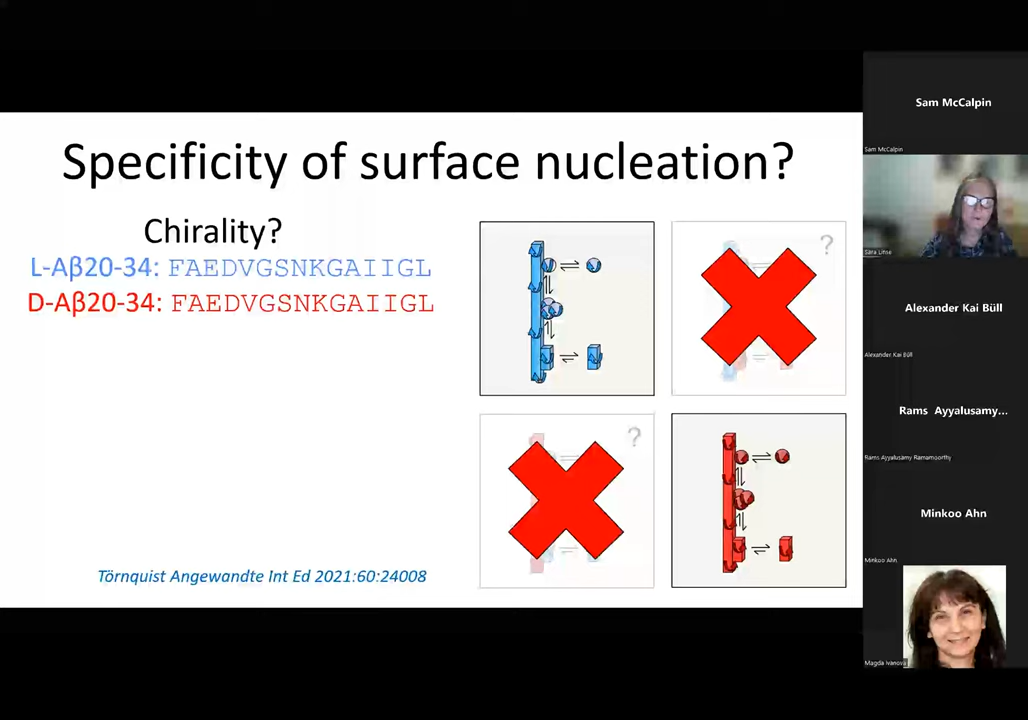 Specificity of surface nucleation?
Chirality?
L-Aβ20-34: FAEDVGSNKGAIIGL
D-Aβ20-34: FAEDVGSNKGAIIGL
?
?
Törnquist Angewandte Int Ed 2021:60:24008
Sam McCalpin
Sam McCalpin
Sara Linse
Alexander Kai Büll
Alexander Kai Büll
Rams Ayyalusamy...
Rams Ayyalusamy Ramamoorthy
Minkoo Ahn
Minkoo Ahn
Magda Ivanova